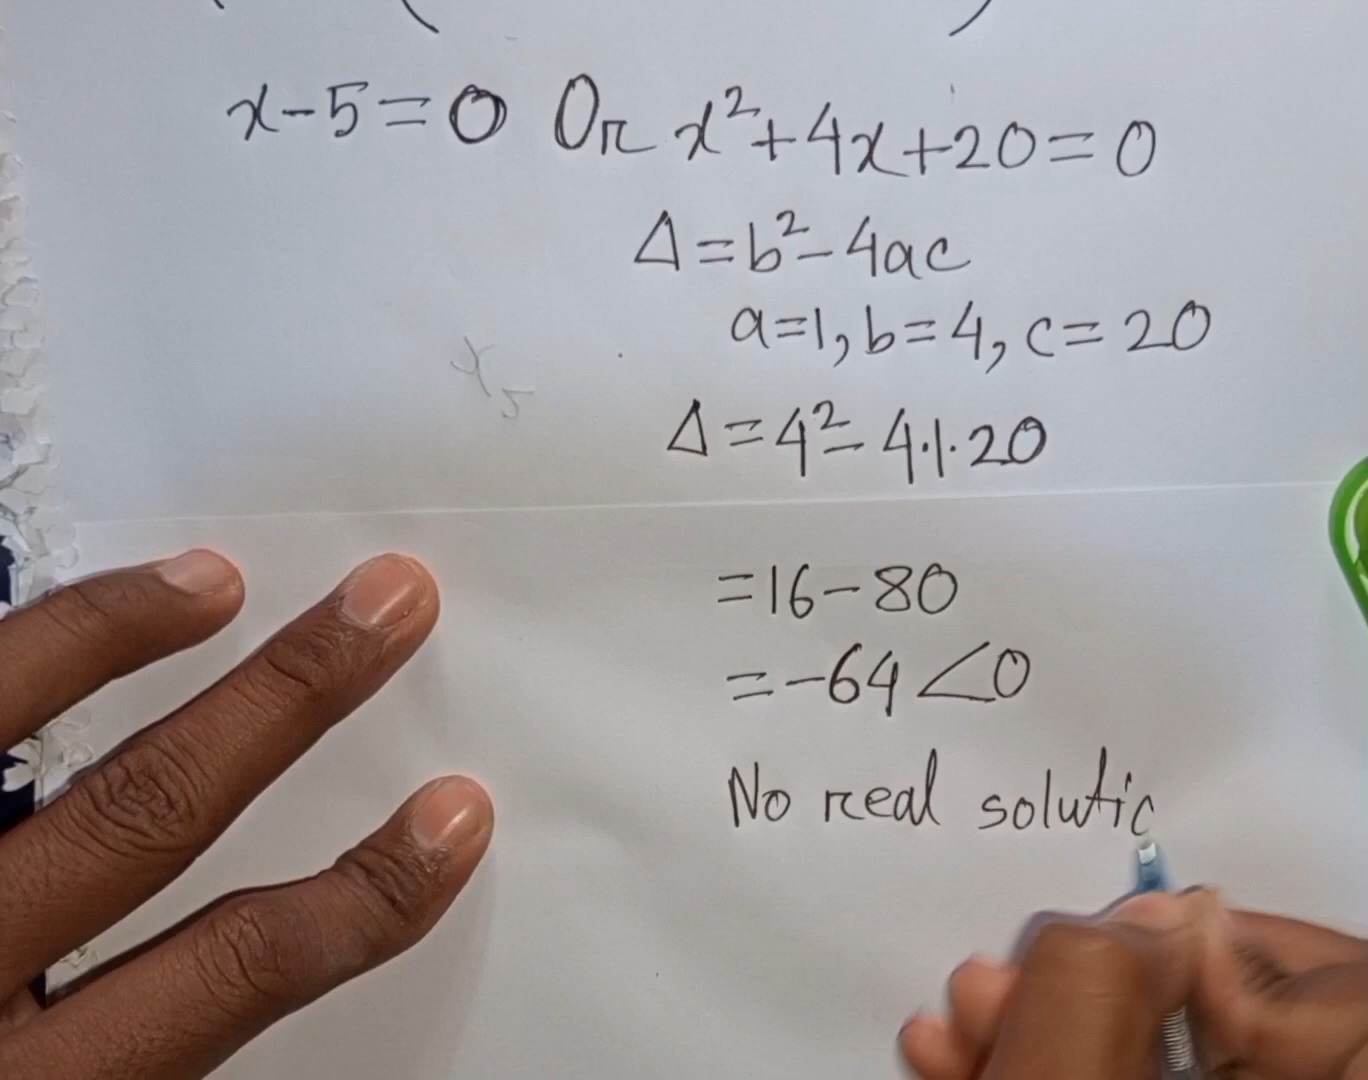 x-5=0 Or x²+4x+20=0
Δ=b²-4ac
a=1, b=4, c=20
Δ=4²-4·1·20
=16-80
=-64<0
No real solutio